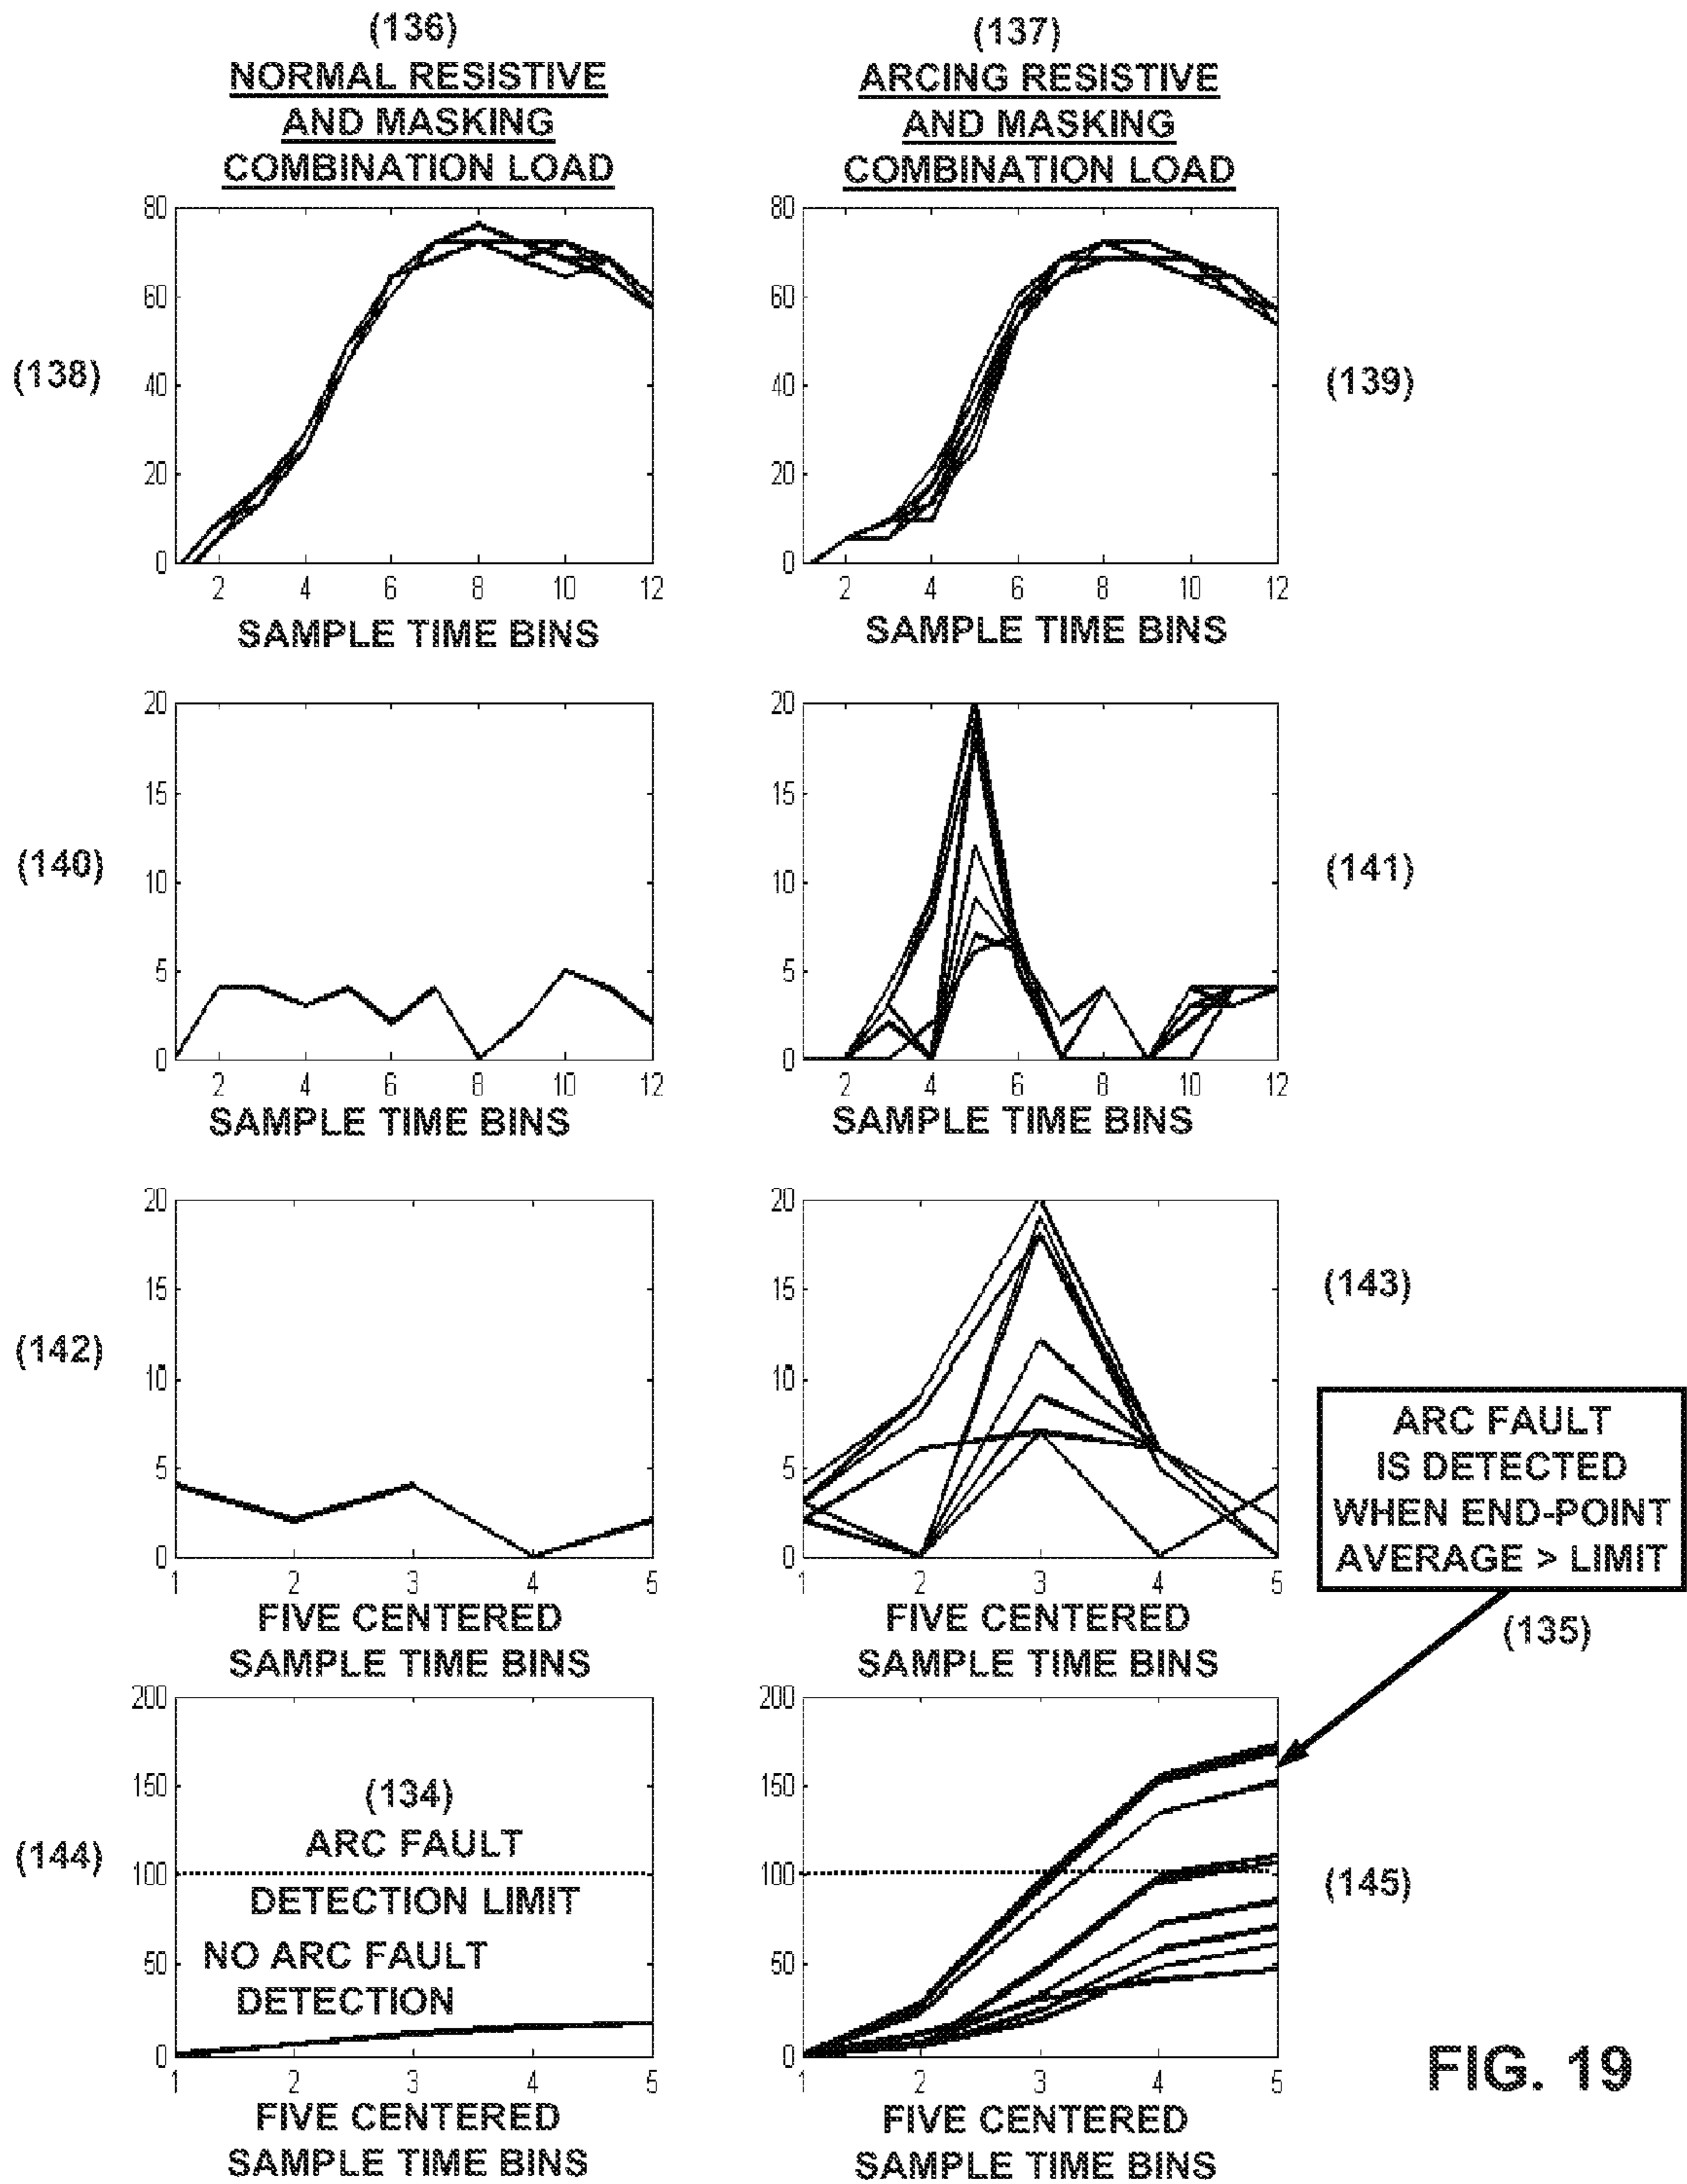 (136)
NORMAL RESISTIVE
AND MASKING
COMBINATION LOAD
(137)
ARCING RESISTIVE
AND MASKING
COMBINATION LOAD
(138)
80
60
40
20
0
2 4 6 8 10 12
SAMPLE TIME BINS
80
60
40
20
0
2 4 6 8 10 12
SAMPLE TIME BINS
(139)
(140)
20
15
10
5
0
2 4 6 8 10 12
SAMPLE TIME BINS
20
15
10
5
0
2 4 6 8 10 12
SAMPLE TIME BINS
(141)
(142)
20
15
10
5
0
1 2 3 4 5
FIVE CENTERED
SAMPLE TIME BINS
20
15
10
5
0
1 2 3 4 5
FIVE CENTERED
SAMPLE TIME BINS
(143)
ARC FAULT
IS DETECTED
WHEN END-POINT
AVERAGE > LIMIT
(135)
(144)
200
150
100
50
0
(134)
ARC FAULT
DETECTION LIMIT
NO ARC FAULT
DETECTION
1 2 3 4 5
FIVE CENTERED
SAMPLE TIME BINS
200
150
100
50
0
1 2 3 4 5
FIVE CENTERED
SAMPLE TIME BINS
(145)
FIG. 19